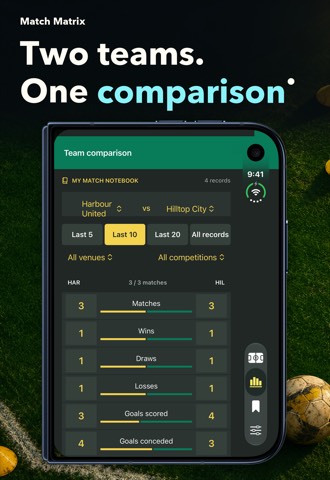 Match Matrix
Two teams.
One comparison
Team comparison
9:41
MY MATCH NOTEBOOK 4 records
Harbour United vs Hilltop City
Last 5 Last 10 Last 20 All records
All venues All competitions
HAR 3 / 3 matches HIL
3 Matches 3
1 Wins 1
1 Draws 1
1 Losses 1
3 Goals scored 4
4 Goals conceded 3